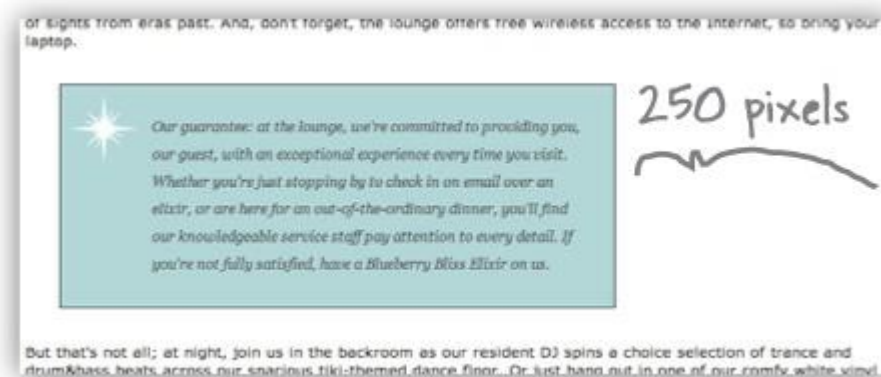 of sights from eras past. And, don't forget, the lounge offers free wireless access to the Internet, so bring your
laptop.
250 pixels
Our guarantee: at the lounge, we're committed to providing you,
our guest, with an exceptional experience every time you visit.
Whether you're just stopping by to check in on email over an
elixir, or are here for an out-of-the-ordinary dinner, you'll find
our knowledgeable service staff pay attention to every detail. If
you're not fully satisfied, have a Blueberry Bliss Elixir on us.
But that's not all; at night, join us in the backroom as our resident DJ spins a choice selection of trance and
drum&bass beats across our spacious tiki-themed dance floor. Or just hang out in one of our comfy white vinyl